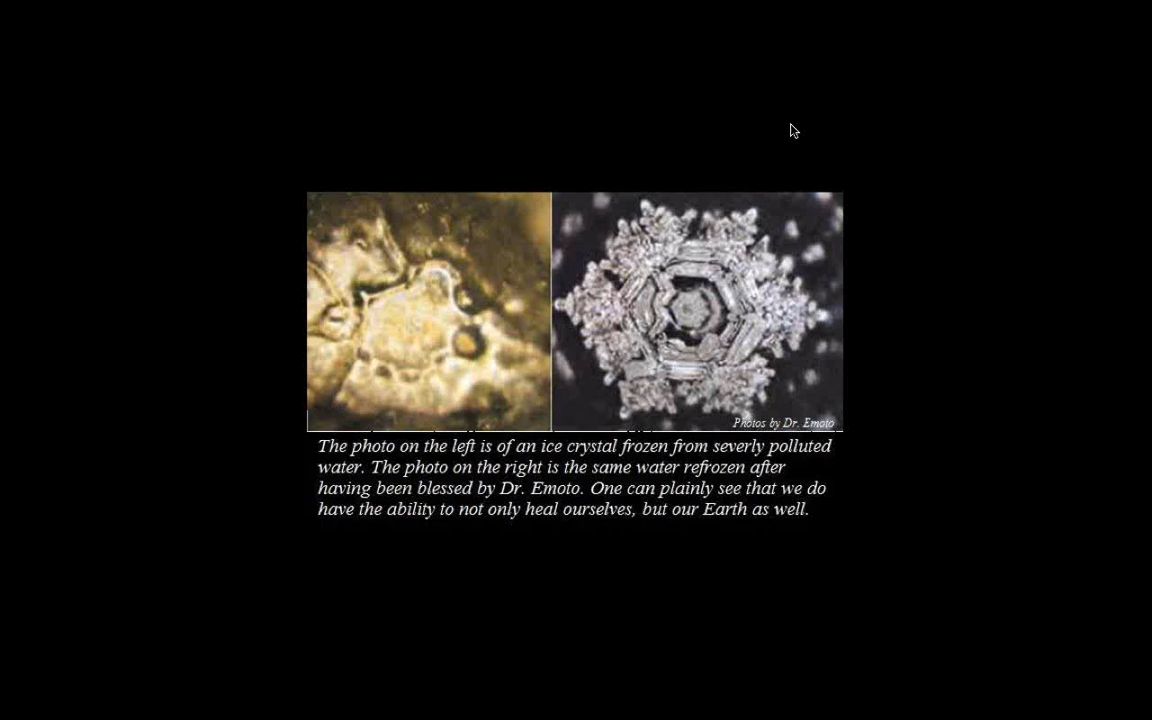 Photos by Dr. Emoto
The photo on the left is of an ice crystal frozen from severly polluted
water. The photo on the right is the same water refrozen after
having been blessed by Dr. Emoto. One can plainly see that we do
have the ability to not only heal ourselves, but our Earth as well.